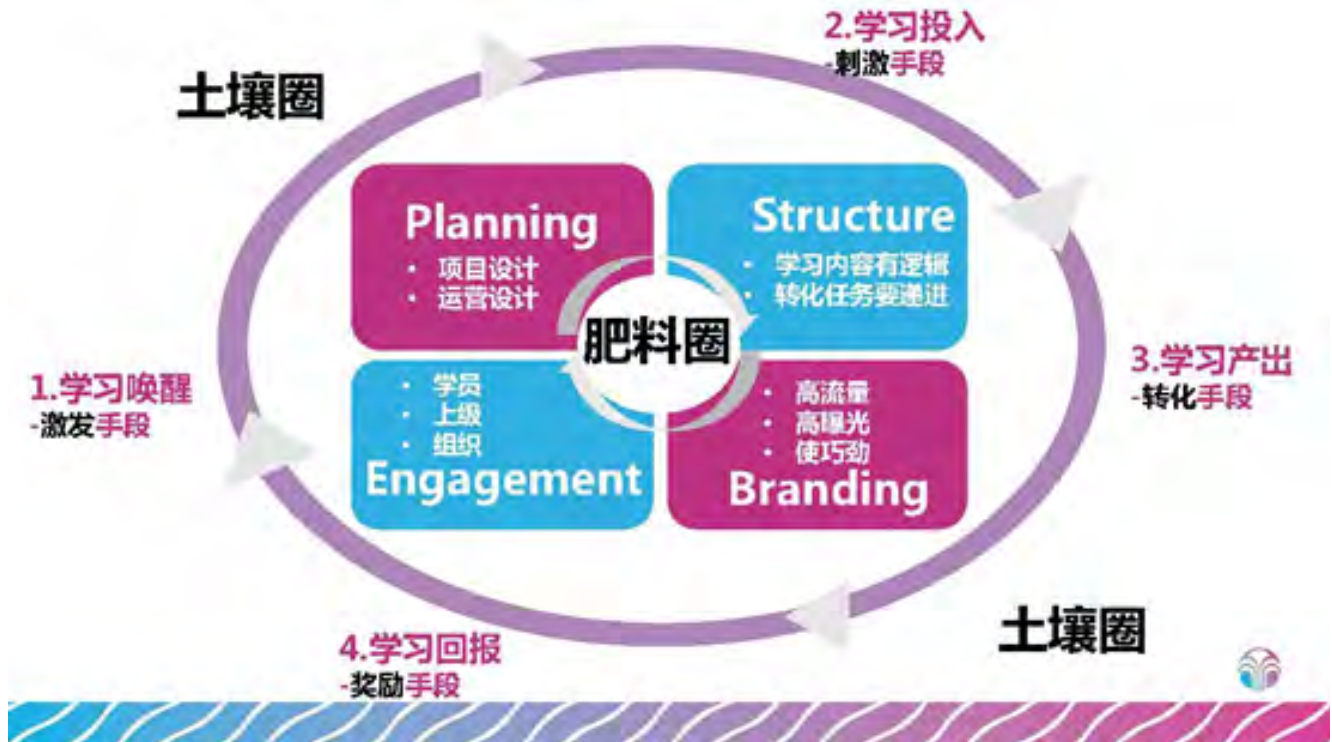 2.学习投入
-刺激手段
土壤圈
Planning
· 项目设计
· 运营设计
Structure
· 学习内容有逻辑
· 转化任务要递进
肥料圈
1.学习唤醒
-激发手段
3.学习产出
-转化手段
· 学员
· 上级
· 组织
Engagement
· 高流量
· 高曝光
· 使巧劲
Branding
土壤圈
4.学习回报
-奖励手段